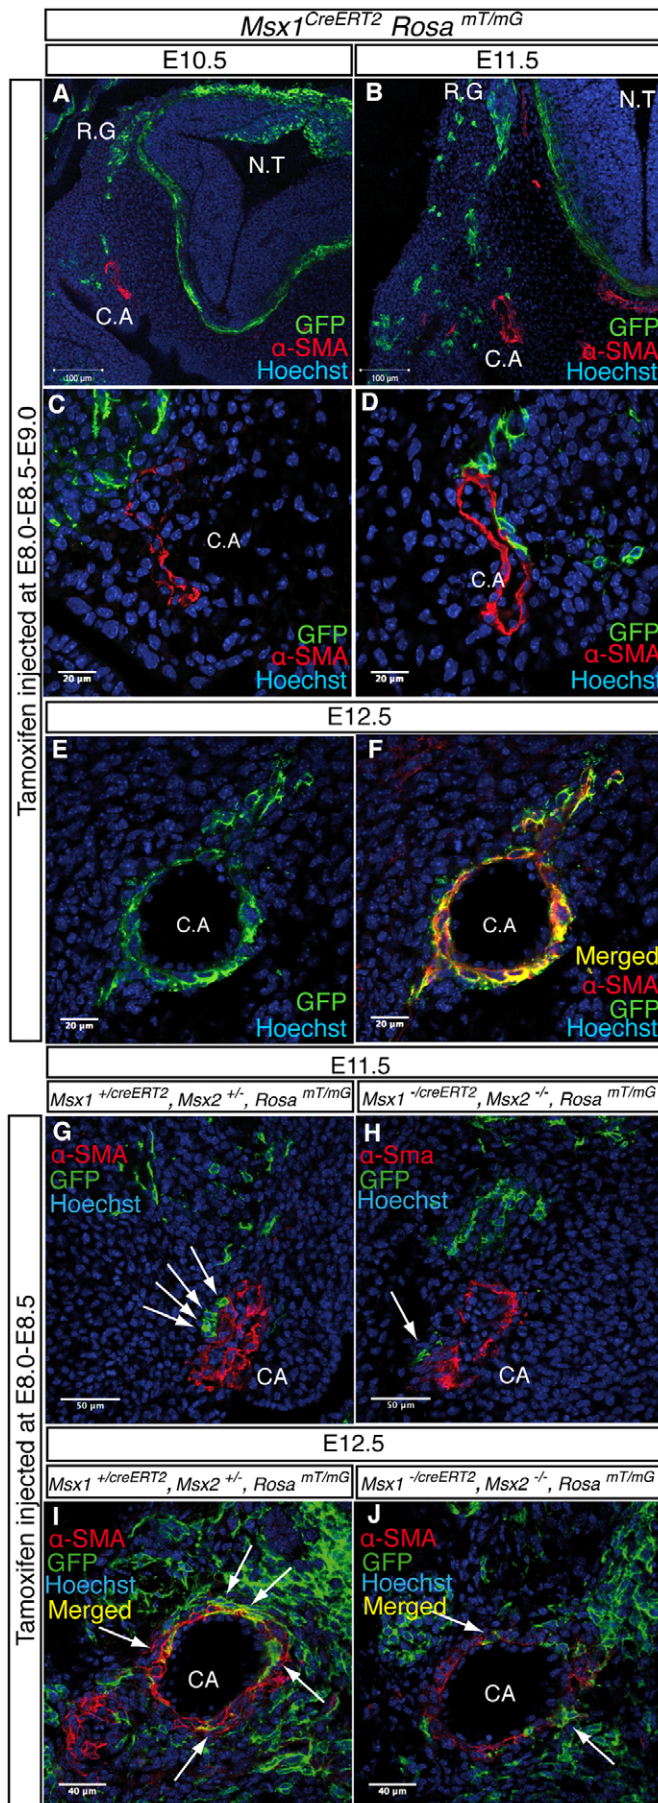 Msx1CreERT2 Rosa mT/mG
E10.5
E11.5
Tamoxifen injected at E8.0-E8.5-E9.0
A
R.G
N.T
C.A
GFP
α-SMA
Hoechst
100 µm
B
R.G
N.T
C.A
GFP
α-SMA
Hoechst
100 µm
C
C.A
GFP
α-SMA
Hoechst
20 µm
D
C.A
GFP
α-SMA
Hoechst
20 µm
E12.5
E
C.A
GFP
Hoechst
20 µm
F
C.A
Merged
α-SMA
GFP
Hoechst
20 µm
Tamoxifen injected at E8.0-E8.5
E11.5
Msx1 +/creERT2, Msx2 +/-, Rosa mT/mG
Msx1 -/creERT2, Msx2 -/-, Rosa mT/mG
G
α-SMA
GFP
Hoechst
CA
50 µm
H
α-Sma
GFP
Hoechst
CA
50 µm
E12.5
Msx1 +/creERT2, Msx2 +/-, Rosa mT/mG
Msx1 -/creERT2, Msx2 -/-, Rosa mT/mG
I
α-SMA
GFP
Hoechst
Merged
CA
40 µm
J
α-SMA
GFP
Hoechst
Merged
CA
40 µm